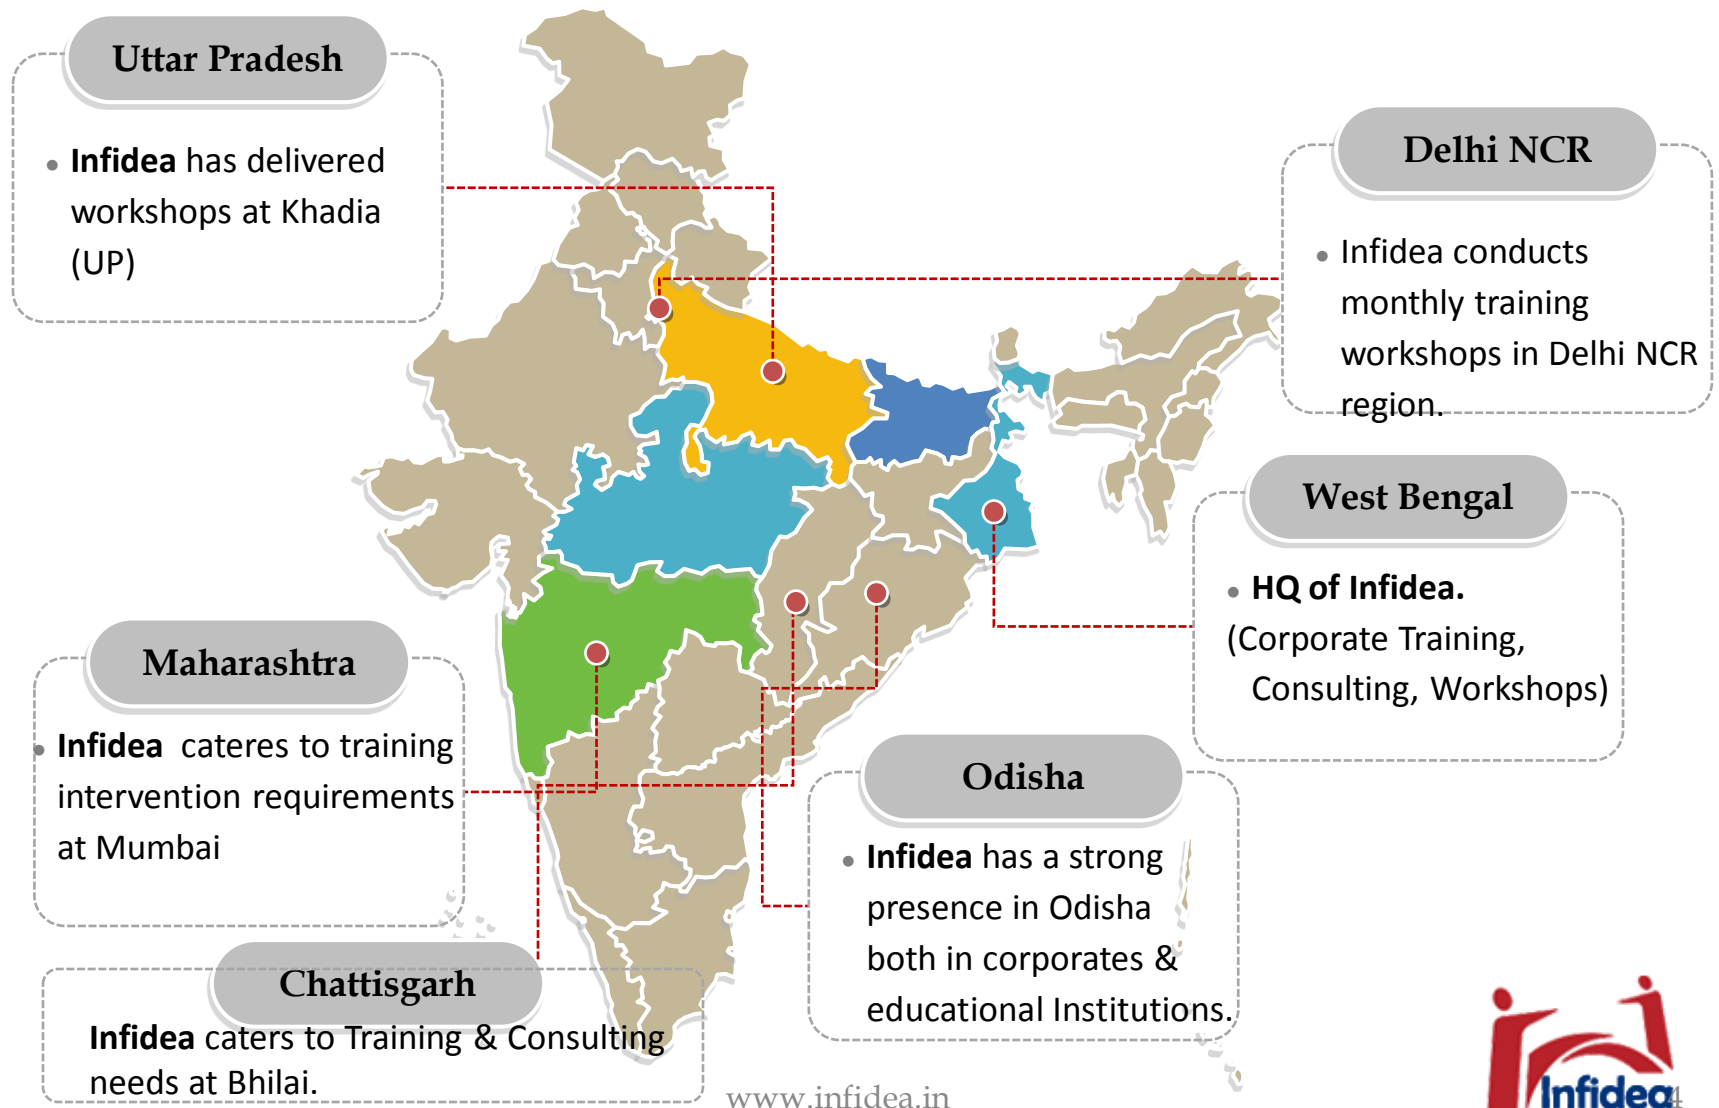 Uttar Pradesh
• Infidea has delivered
workshops at Khadia
(UP)
Delhi NCR
• Infidea conducts
monthly training
workshops in Delhi NCR
region.
West Bengal
• HQ of Infidea.
(Corporate Training,
Consulting, Workshops)
Maharashtra
• Infidea cateres to training
intervention requirements
at Mumbai
Odisha
• Infidea has a strong
presence in Odisha
both in corporates &
educational Institutions.
Chattisgarh
Infidea caters to Training & Consulting
needs at Bhilai.
www.infidea.in
Infidea
4